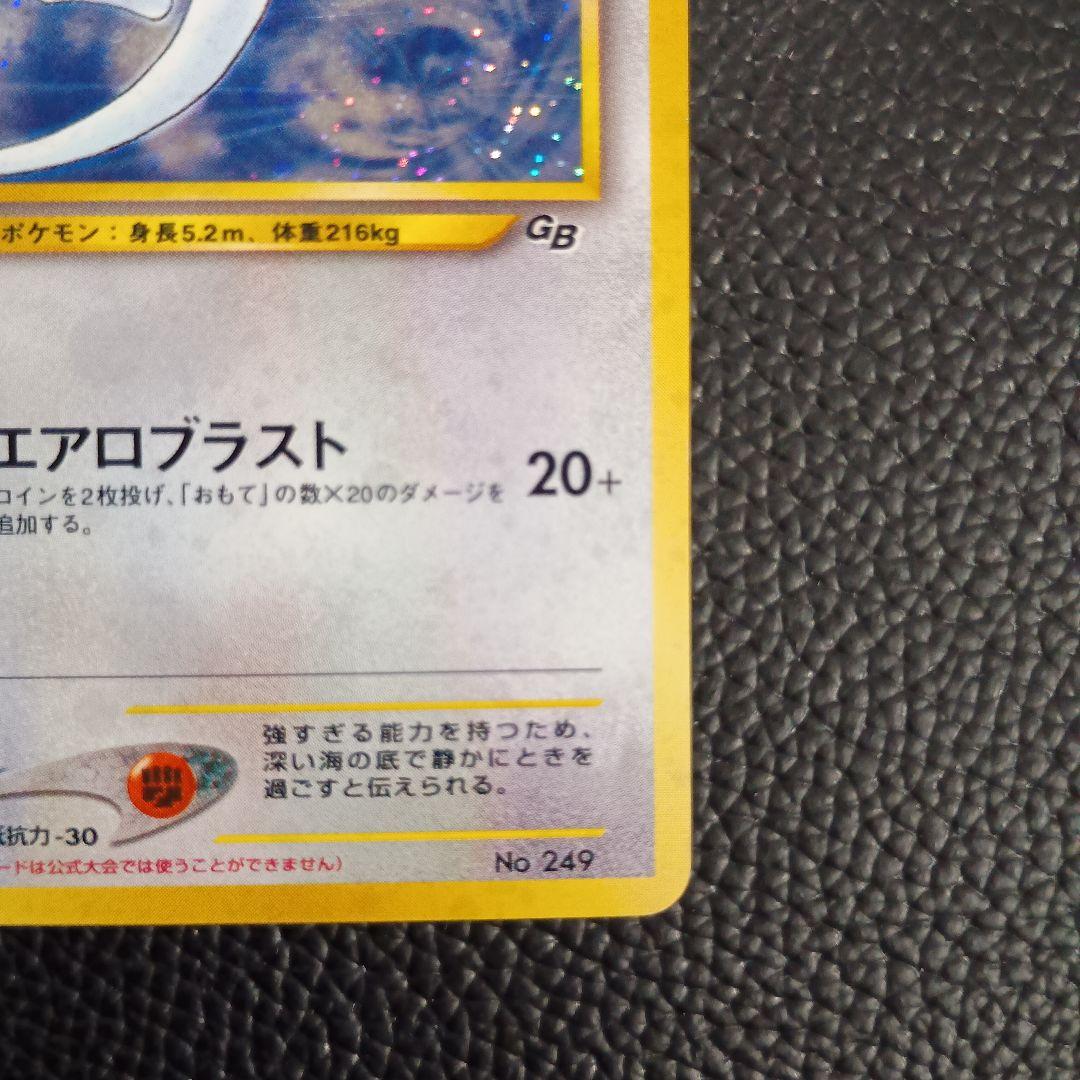 ポケモン：身長5.2m、体重216kg
GB
エアロブラスト
20+
コインを2枚投げ、「おもて」の数×20のダメージを
追加する。
強すぎる能力を持つため、
深い海の底で静かにときを
過ごすと伝えられる。
抵抗力-30
ードは公式大会では使うことができません）
No 249